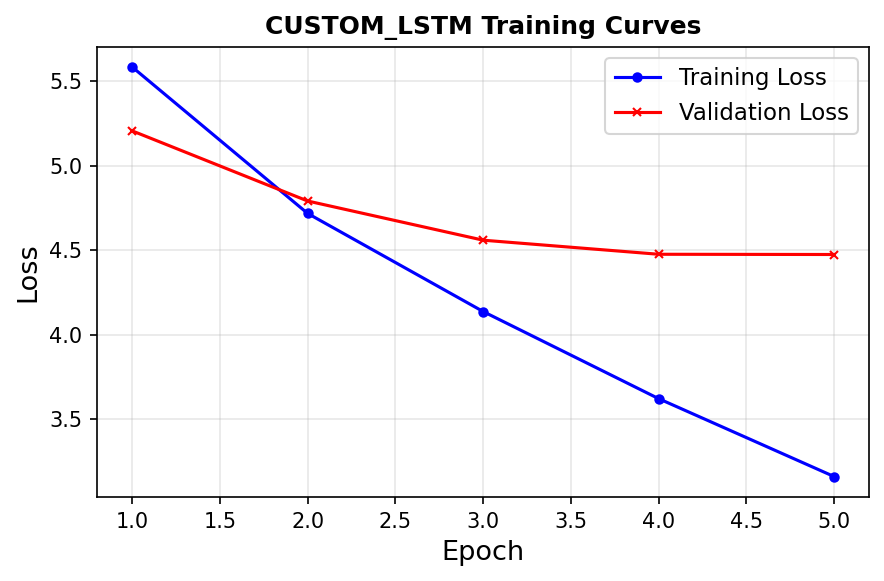 CUSTOM_LSTM Training Curves
Training Loss
Validation Loss
5.5
5.0
4.5
4.0
3.5
Loss
1.0 1.5 2.0 2.5 3.0 3.5 4.0 4.5 5.0
Epoch